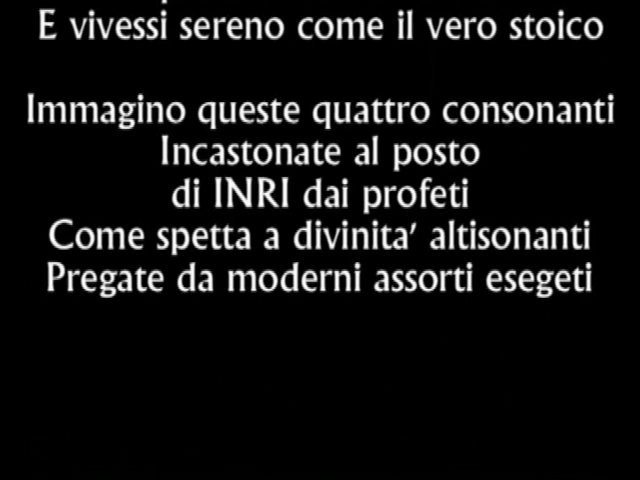 E vivessi sereno come il vero stoico
Immagino queste quattro consonanti
Incastonate al posto
di INRI dai profeti
Come spetta a divinita' altisonanti
Pregate da moderni assorti esegeti